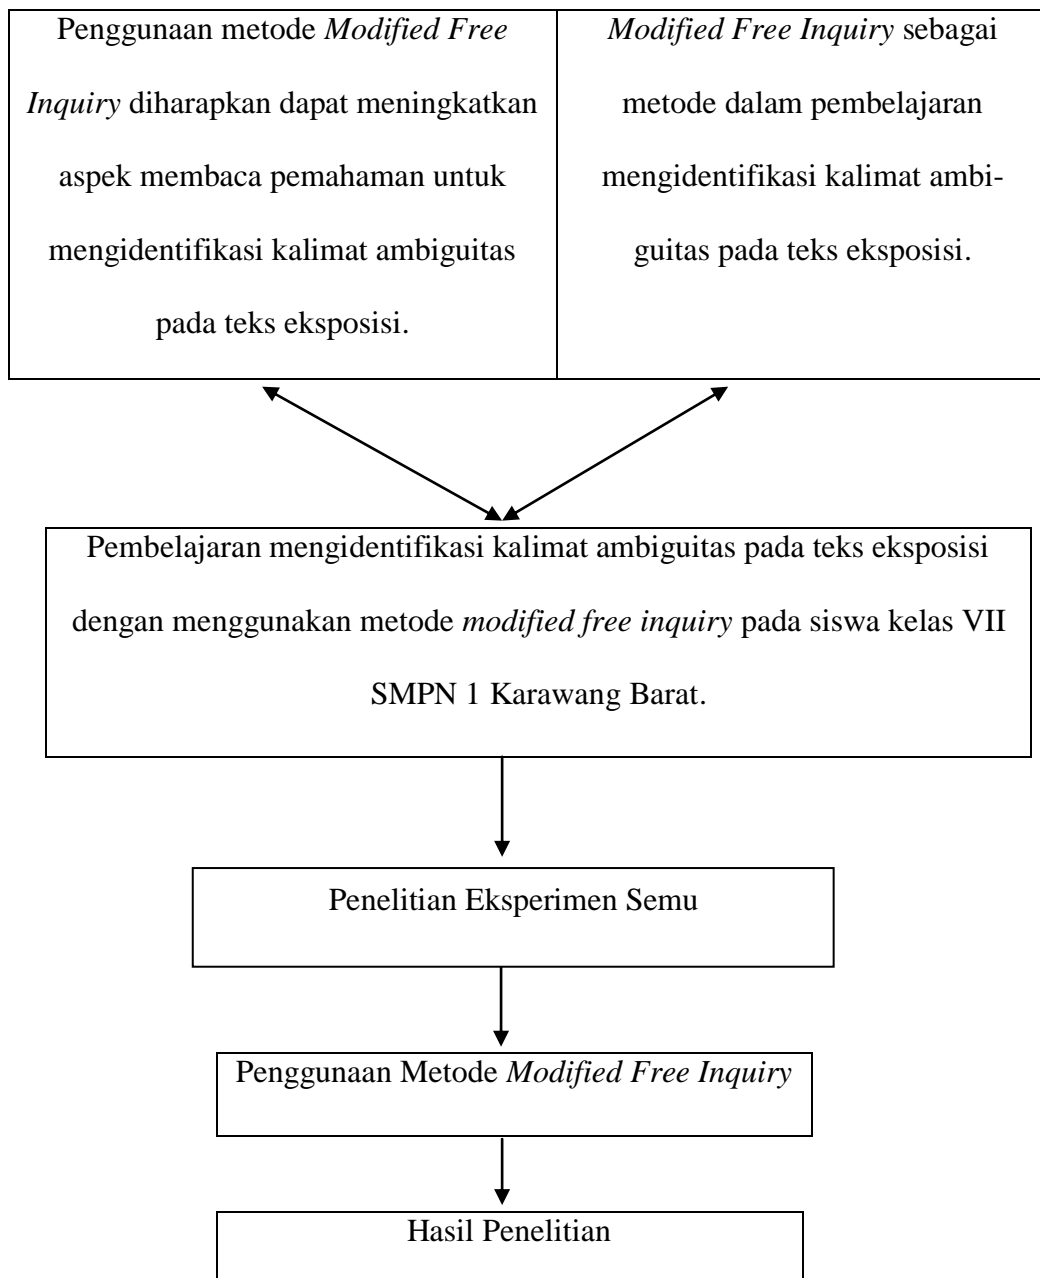 Penggunaan metode Modified Free
Inquiry diharapkan dapat meningkatkan
aspek membaca pemahaman untuk
mengidentifikasi kalimat ambiguitas
pada teks eksposisi.
Modified Free Inquiry sebagai
metode dalam pembelajaran
mengidentifikasi kalimat ambi-
guitas pada teks eksposisi.
Pembelajaran mengidentifikasi kalimat ambiguitas pada teks eksposisi
dengan menggunakan metode modified free inquiry pada siswa kelas VII
SMPN 1 Karawang Barat.
Penelitian Eksperimen Semu
Penggunaan Metode Modified Free Inquiry
Hasil Penelitian